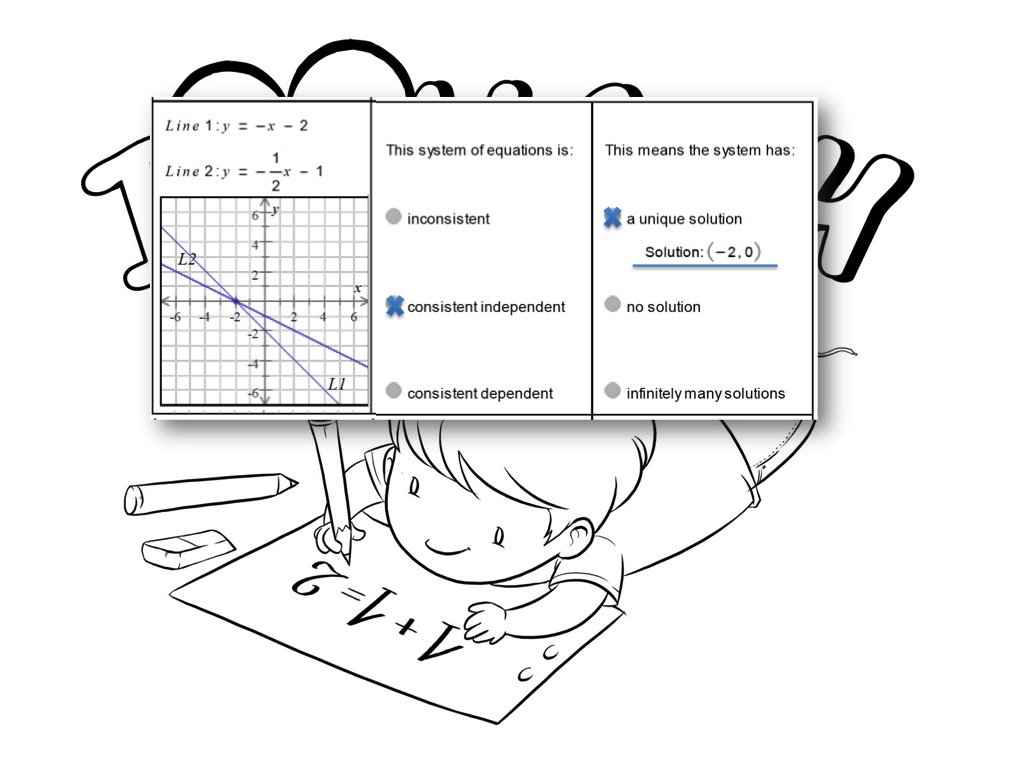 Line 1: y = −x − 2
Line 2: y = −1/2x − 1
y
6
4
L2
2
x
-6 -4 -2 2 4 6
-2
-4
L1
-6
This system of equations is:
inconsistent
consistent independent
consistent dependent
This means the system has:
a unique solution
Solution: (−2, 0)
no solution
infinitely many solutions
1+1=2